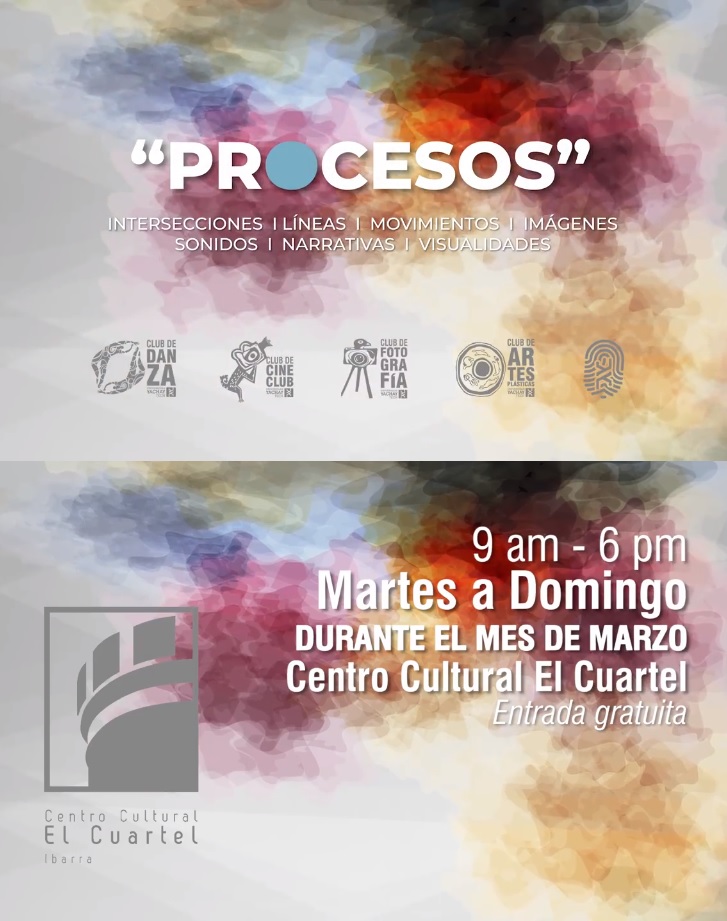 “PROCESOS”
INTERSECCIONES I LÍNEAS I MOVIMIENTOS I IMÁGENES
SONIDOS I NARRATIVAS I VISUALIDADES
CLUB DE
DAN
ZA
CLUB DE
CINE
CLUB
CLUB DE
FOTO
GRA
FÍA
CLUB DE
AR
TES
PLÁSTICAS
9 am - 6 pm
Martes a Domingo
DURANTE EL MES DE MARZO
Centro Cultural El Cuartel
Entrada gratuita
Centro Cultural
El Cuartel
Ibarra